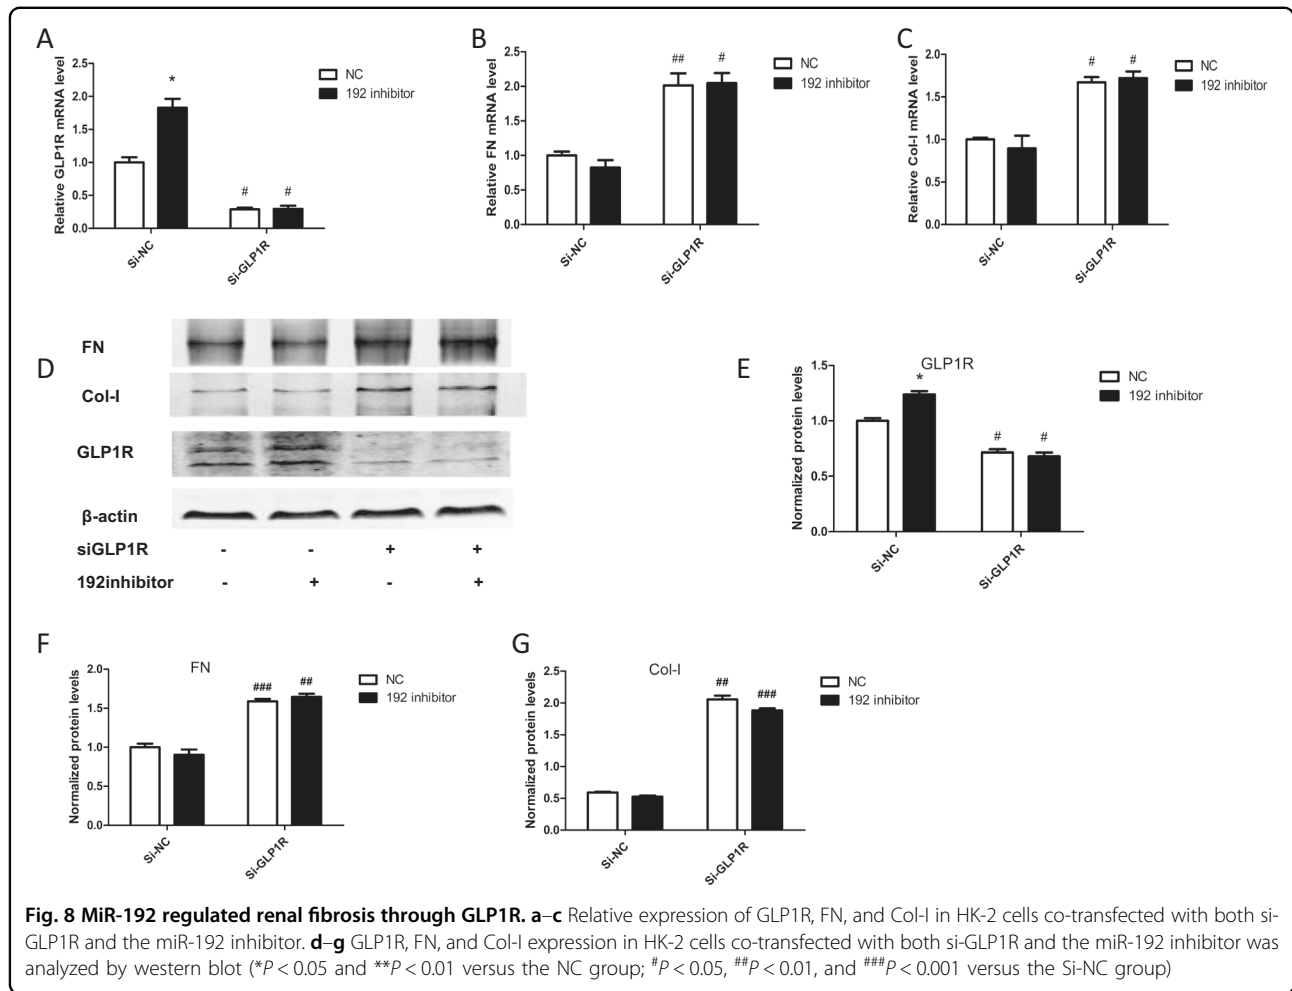 A
Relative GLP1R mRNA level
2.5
2.0
1.5
1.0
0.5
0.0
*
#
#
Si-NC
Si-GLP1R
NC
192 inhibitor
B
Relative FN mRNA level
2.5
2.0
1.5
1.0
0.5
0.0
##
#
Si-NC
Si-GLP1R
NC
192 inhibitor
C
Relative Col-I mRNA level
2.0
1.5
1.0
0.5
0.0
#
#
Si-NC
Si-GLP1R
NC
192 inhibitor
D
FN
Col-I
GLP1R
β-actin
siGLP1R - - + +
192inhibitor - + - +
E
GLP1R
Normalized protein levels
1.5
1.0
0.5
0.0
*
#
#
Si-NC
Si-GLP1R
NC
192 inhibitor
F
FN
Normalized protein levels
2.0
1.5
1.0
0.5
0.0
###
##
Si-NC
Si-GLP1R
NC
192 inhibitor
G
Col-I
Normalized protein levels
2.5
2.0
1.5
1.0
0.5
0.0
##
###
Si-NC
Si-GLP1R
NC
192 inhibitor
Fig. 8 MiR-192 regulated renal fibrosis through GLP1R. a–c Relative expression of GLP1R, FN, and Col-I in HK-2 cells co-transfected with both si-
GLP1R and the miR-192 inhibitor. d–g GLP1R, FN, and Col-I expression in HK-2 cells co-transfected with both si-GLP1R and the miR-192 inhibitor was
analyzed by western blot (*P < 0.05 and **P < 0.01 versus the NC group; #P < 0.05, ##P < 0.01, and ###P < 0.001 versus the Si-NC group)